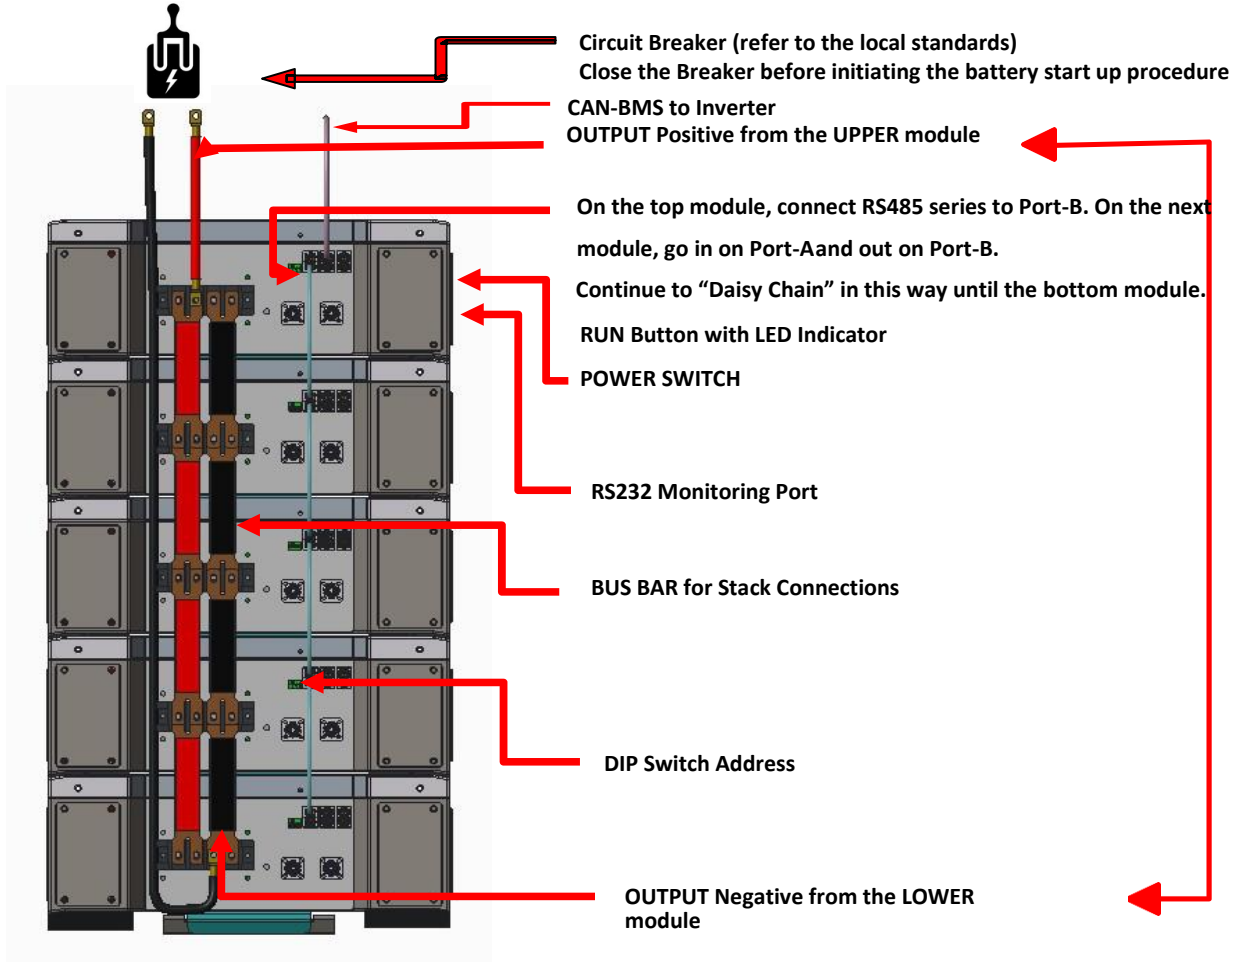 Circuit Breaker (refer to the local standards)
Close the Breaker before initiating the battery start up procedure
CAN-BMS to Inverter
OUTPUT Positive from the UPPER module
On the top module, connect RS485 series to Port-B. On the next
module, go in on Port-Aand out on Port-B.
Continue to “Daisy Chain” in this way until the bottom module.
RUN Button with LED Indicator
POWER SWITCH
RS232 Monitoring Port
BUS BAR for Stack Connections
DIP Switch Address
OUTPUT Negative from the LOWER
module